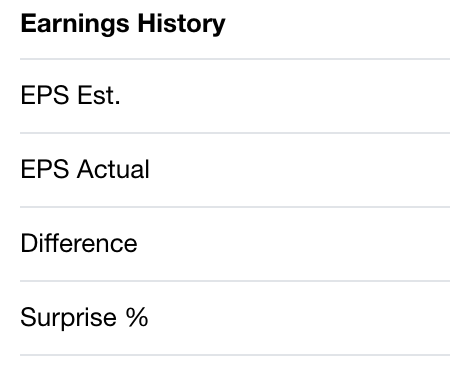 Earnings History
EPS Est.
EPS Actual
Difference
Surprise %